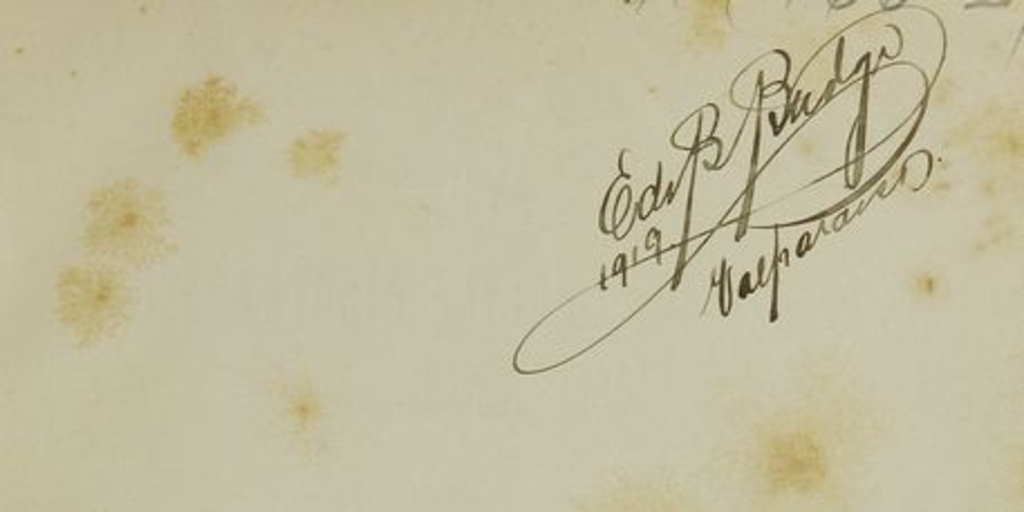 Edw B Budge
1919
Valparaiso.